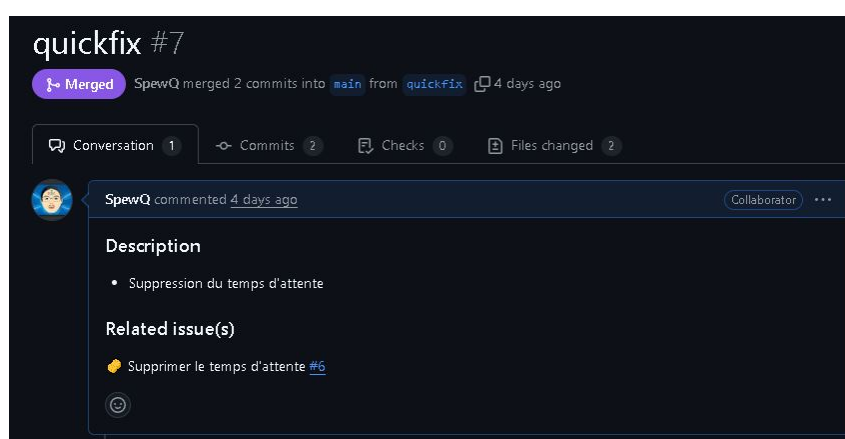 quickfix #7
Merged SpewQ merged 2 commits into main from quickfix 4 days ago
Conversation 1 Commits 2 Checks 0 Files changed 2
SpewQ commented 4 days ago Collaborator ...
Description
• Suppression du temps d'attente
Related issue(s)
Supprimer le temps d'attente #6